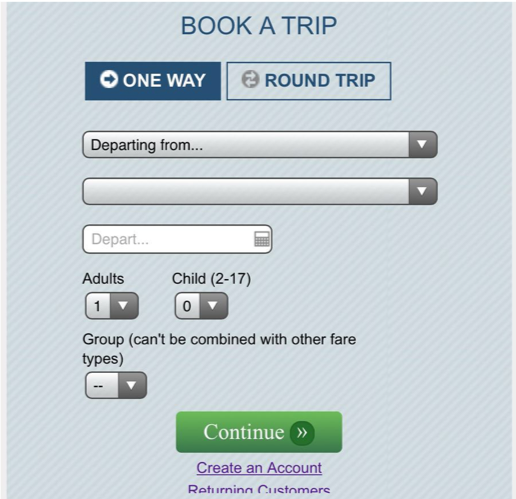 BOOK A TRIP
ONE WAY
ROUND TRIP
Departing from...
Depart...
Adults
Child (2-17)
1
0
Group (can't be combined with other fare
types)
--
Continue »
Create an Account
Returning Customers